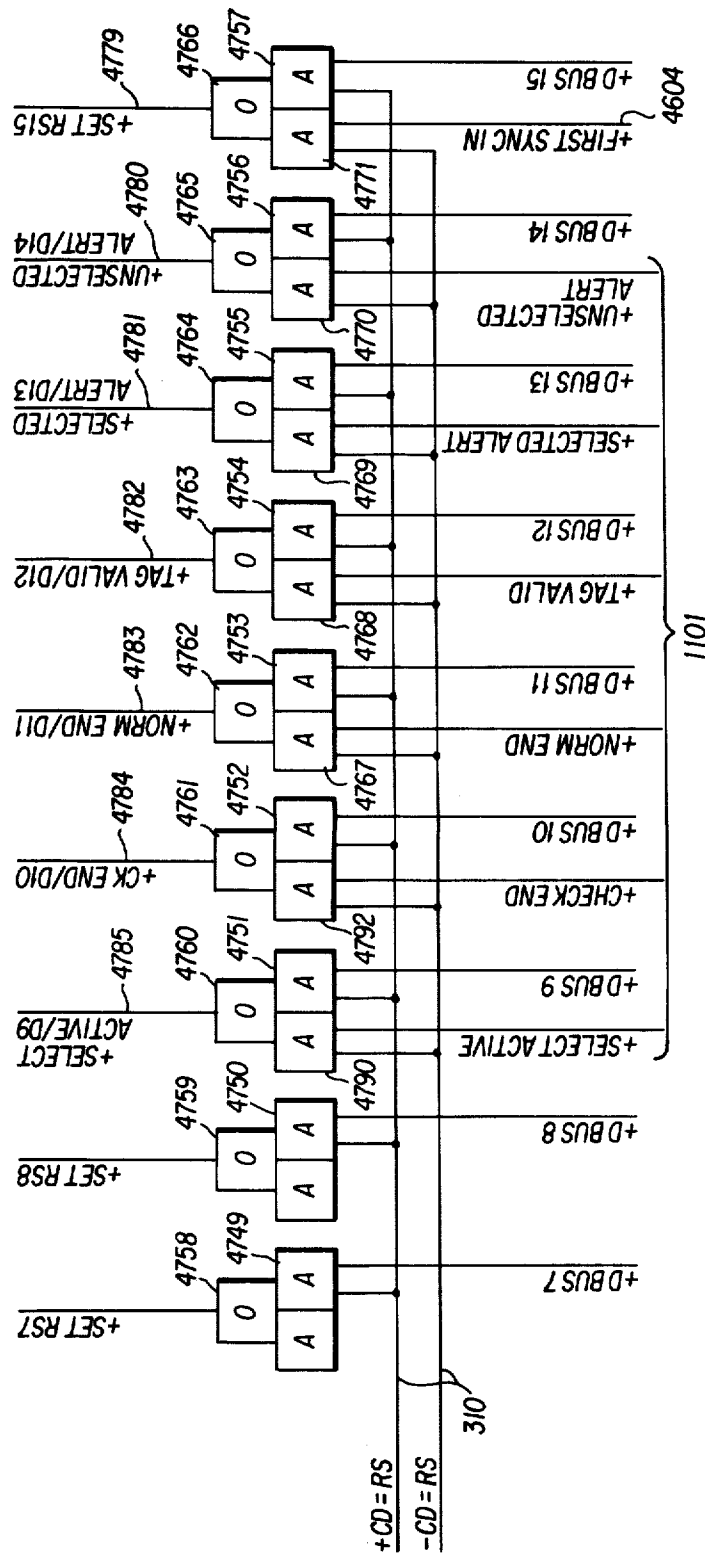 +SET RS7
+SET RS8
+SELECT
ACTIVE/D9
4785
+CK END/D10
4784
+NORM END/D11
4783
+TAG VALID/D12
4782
+SELECTED
ALERT/D13
4781
+UNSELECTED
ALERT/D14
4780
+SET RS15
4779
O 4758
O 4759
O 4760
O 4761
O 4762
O 4763
O 4764
O 4765
O 4766
A A 4749
A A 4750
A A 4751
A A 4752
A A 4753
A A 4754
A A 4755
A A 4756
A A 4757
4790
4792
4767
4768
4769
4770
4771
+CD=RS
-CD=RS
310
+D BUS 7
+D BUS 8
+SELECT ACTIVE
+D BUS 9
+CHECK END
+D BUS 10
+NORM END
+D BUS 11
+TAG VALID
+D BUS 12
+SELECTED ALERT
+D BUS 13
+UNSELECTED
ALERT
+D BUS 14
+FIRST SYNC IN
4604
+D BUS 15
1101